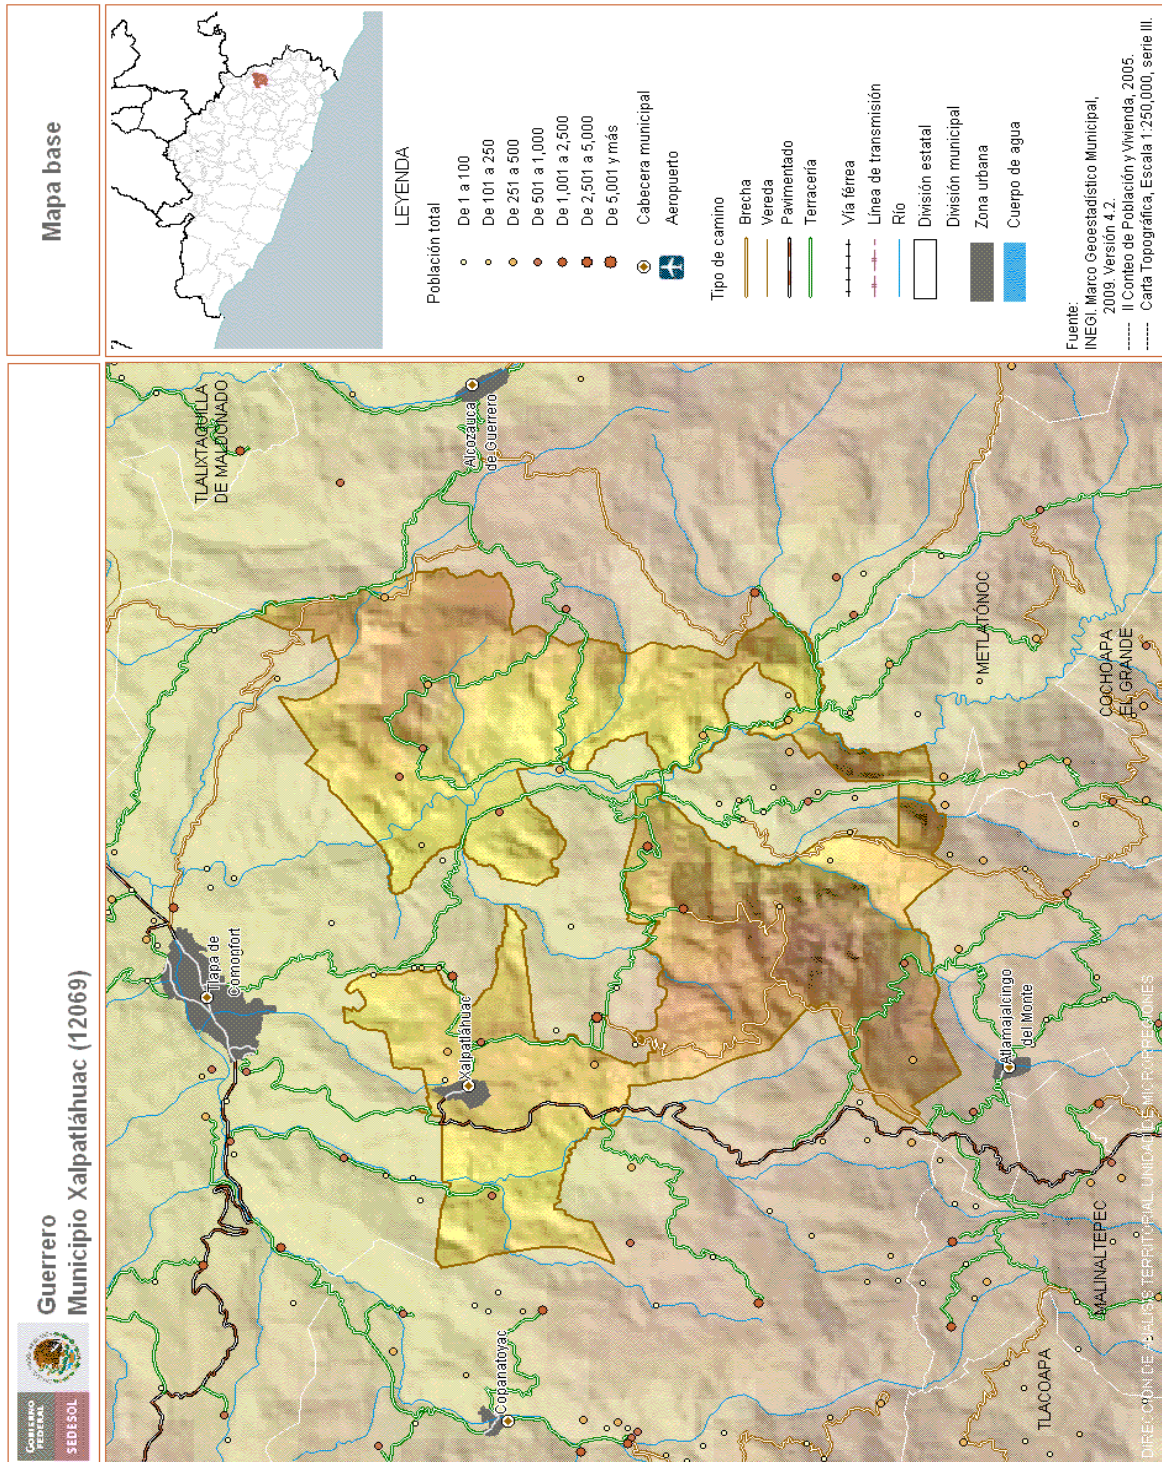 GOBIERNO
FEDERAL
SEDESOL
Guerrero
Municipio Xalpatláhuac (12069)
Mapa base
TLALIXTAQUILLA
DE MALDONADO
Alcozauca
de Guerrero
Tlapa de
Comonfort
Xalpatláhuac
Copanatoyac
METLATÓNOC
COCHOAPA
EL GRANDE
Atlamajalcingo
del Monte
MALINALTEPEC
TLACOAPA
DIRECCIÓN DE ANÁLISIS TERRITORIAL, UNIDAD DE MICRORREGIONES
LEYENDA
Población total
De 1 a 100
De 101 a 250
De 251 a 500
De 501 a 1,000
De 1,001 a 2,500
De 2,501 a 5,000
De 5,001 y más
Cabecera municipal
Aeropuerto
Tipo de camino
Brecha
Vereda
Pavimentado
Terracería
Vía férrea
Línea de transmisión
Río
División estatal
División municipal
Zona urbana
Cuerpo de agua
Fuente:
INEGI. Marco Geoestadístico Municipal,
2009. Versión 4.2.
----- II Conteo de Población y Vivienda, 2005.
----- Carta Topográfica, Escala 1:250,000, serie III.